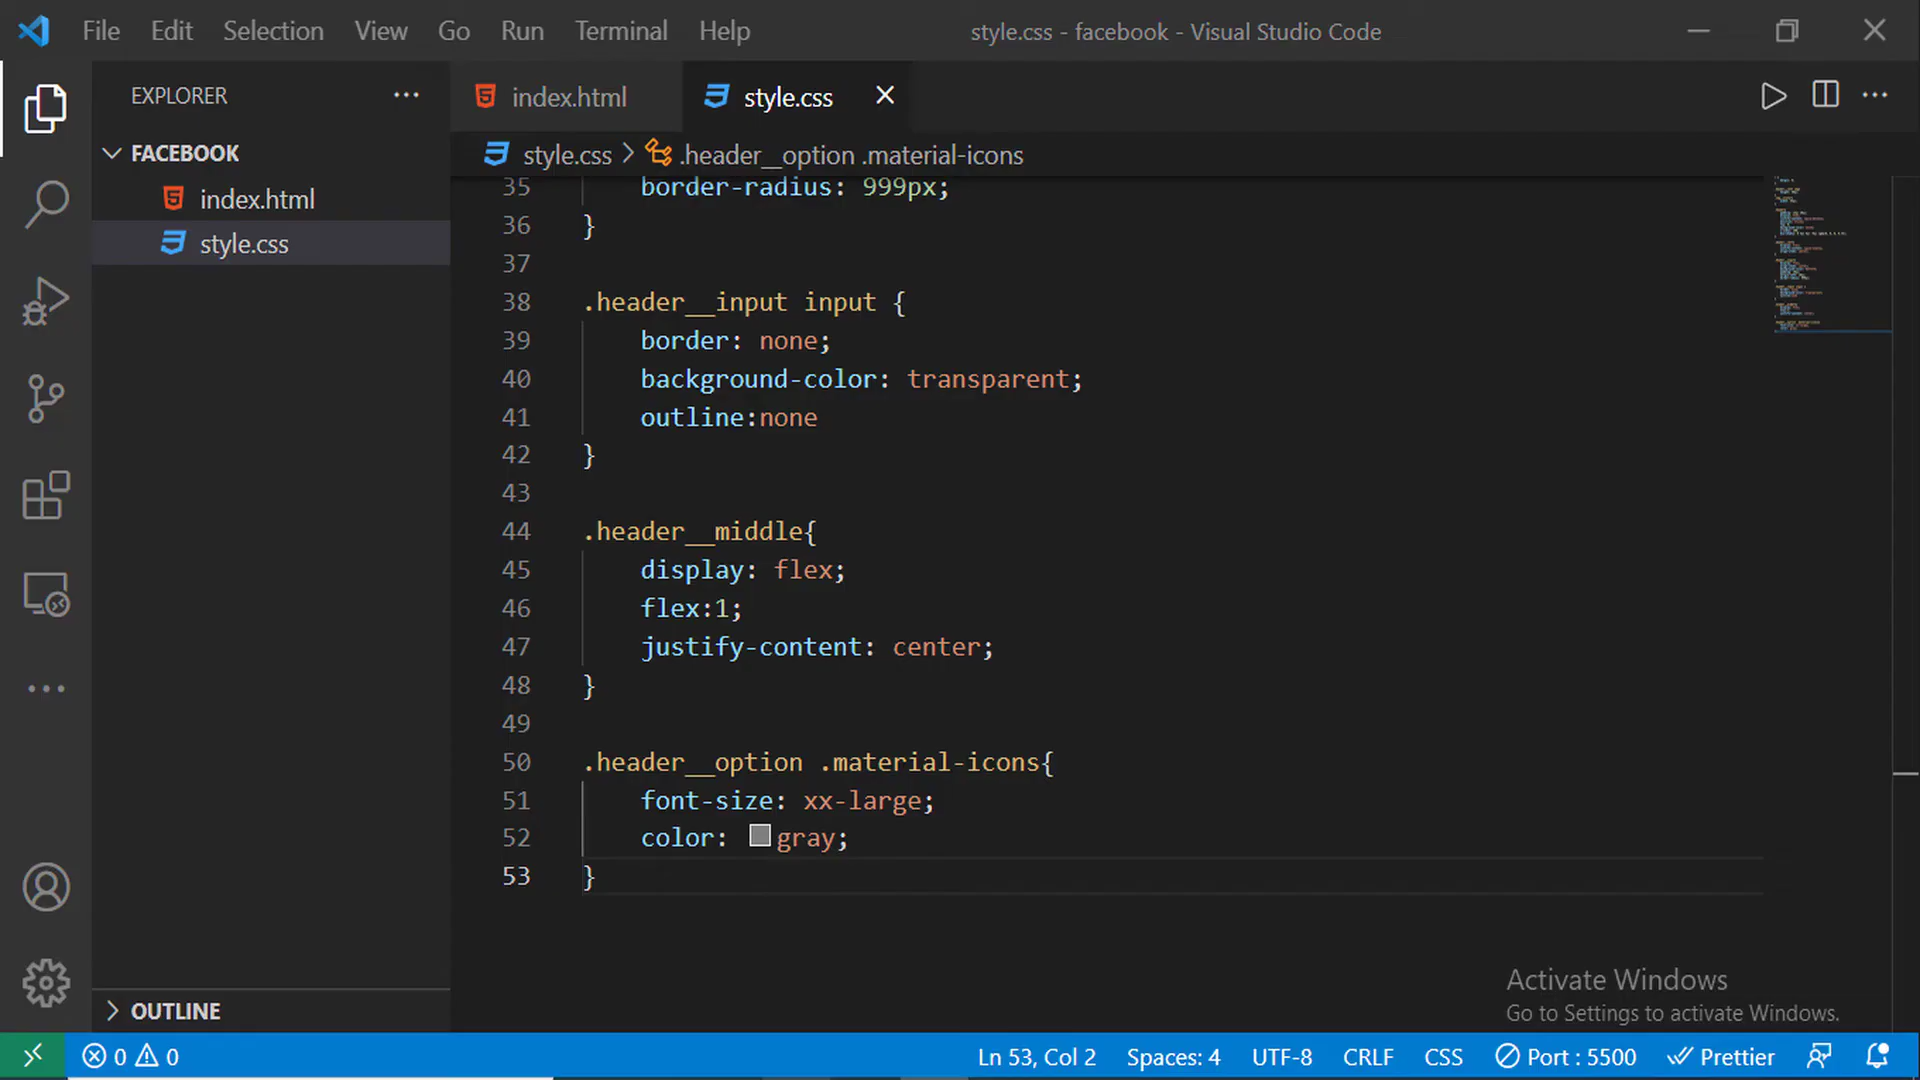 File Edit Selection View Go Run Terminal Help style.css - facebook - Visual Studio Code
EXPLORER
index.html
style.css
FACEBOOK
style.css > .header__option .material-icons
index.html
style.css
35 border-radius: 999px;
36 }
37
38 .header__input input {
39 border: none;
40 background-color: transparent;
41 outline:none
42 }
43
44 .header__middle{
45 display: flex;
46 flex:1;
47 justify-content: center;
48 }
49
50 .header__option .material-icons{
51 font-size: xx-large;
52 color: gray;
53 }
OUTLINE
Activate Windows
Go to Settings to activate Windows.
0 0 Ln 53, Col 2 Spaces: 4 UTF-8 CRLF CSS Port : 5500 Prettier